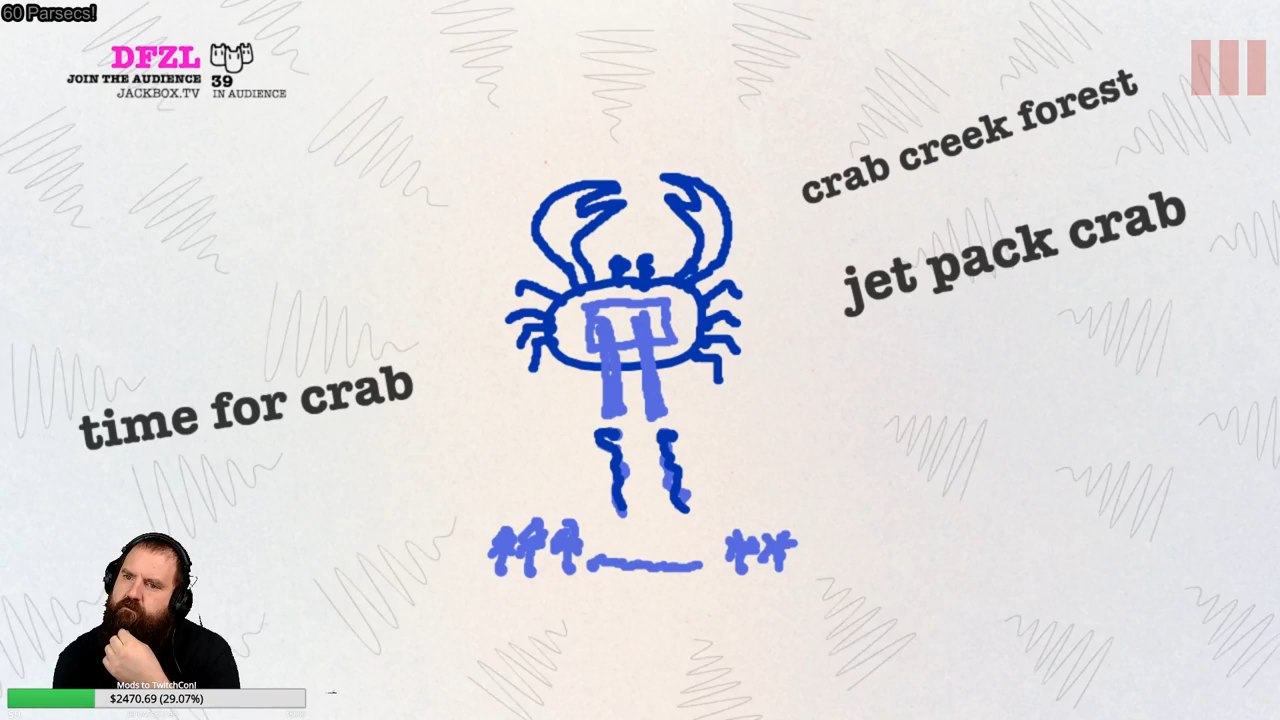 60 Parsecs!
DFZL
JOIN THE AUDIENCE
JACKBOX.TV
39
IN AUDIENCE
crab creek forest
jet pack crab
time for crab
Mods to TwitchCon!
$2470.69 (29.07%)